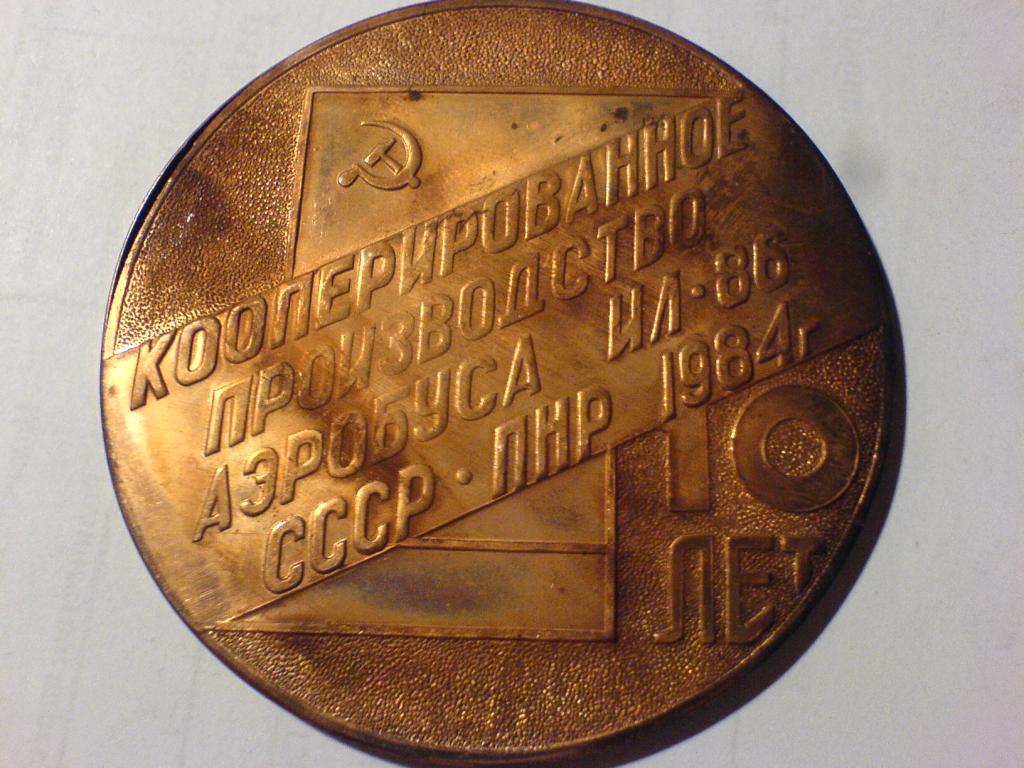 КООПЕРИРОВАННОЕ
ПРОИЗВОДСТВО
АЭРОБУСА ИЛ·86
СССР·ПНР 1984г
10
ЛЕТ